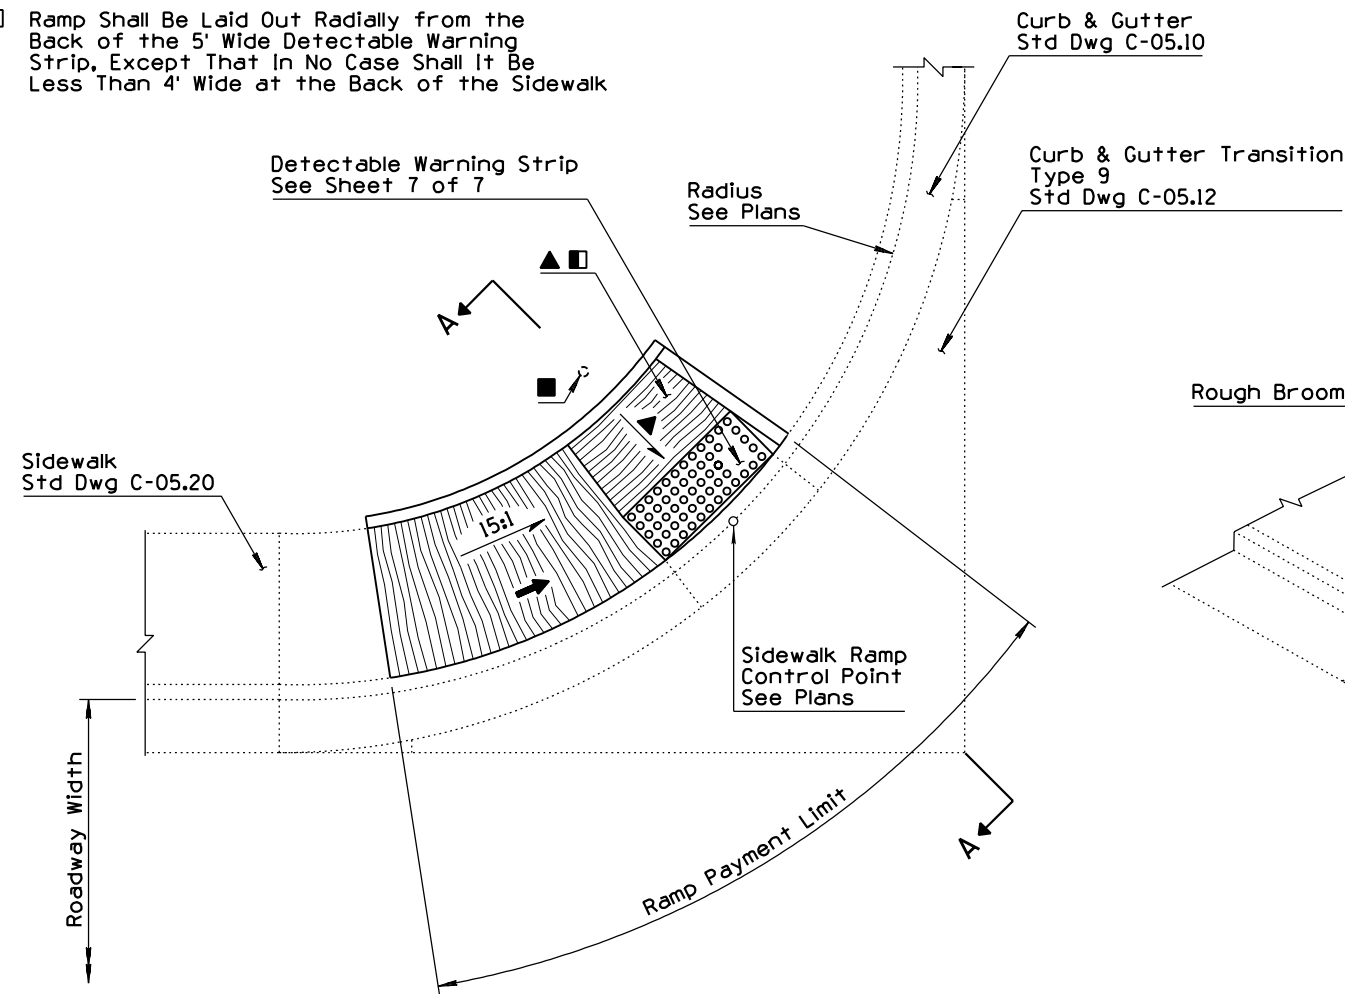 Ramp Shall Be Laid Out Radially from the
Back of the 5' Wide Detectable Warning
Strip, Except That In No Case Shall It Be
Less Than 4' Wide at the Back of the Sidewalk
Curb & Gutter
Std Dwg C-05.10
Detectable Warning Strip
See Sheet 7 of 7
Radius
See Plans
Curb & Gutter Transition
Type 9
Std Dwg C-05.12
A
Rough Broom
Sidewalk
Std Dwg C-05.20
15:1
Sidewalk Ramp
Control Point
See Plans
Roadway Width
Ramp Payment Limit
A